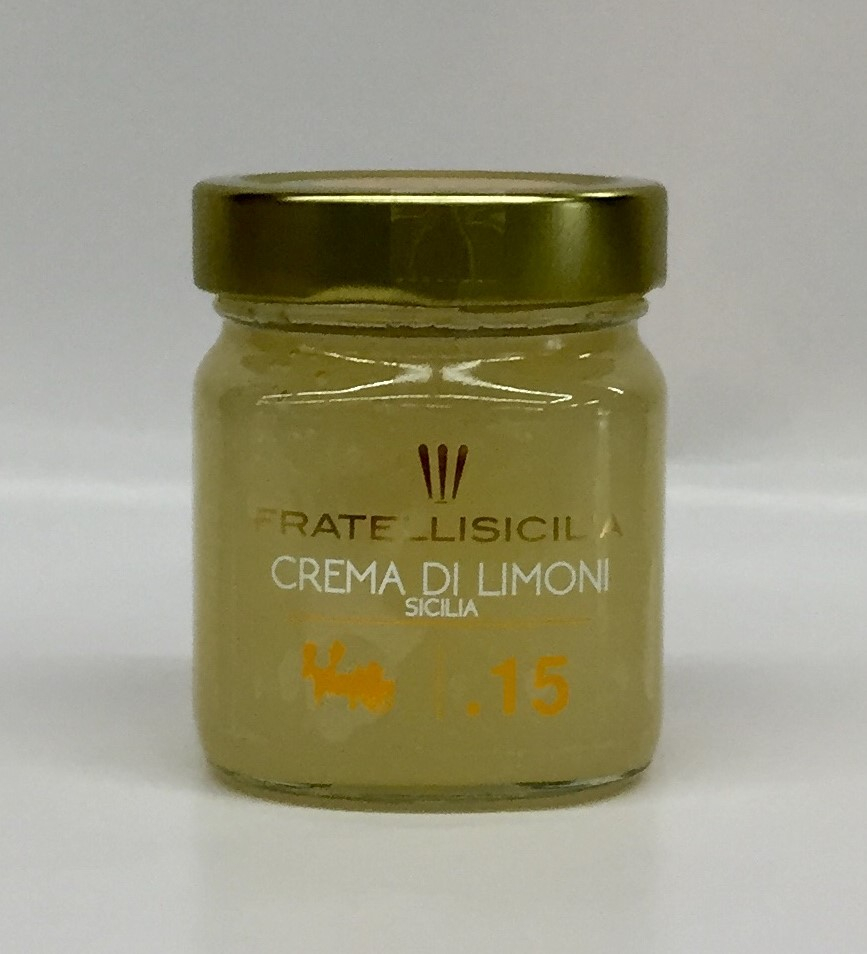 FRATELLISICILIA
CREMA DI LIMONI
SICILIA
.15